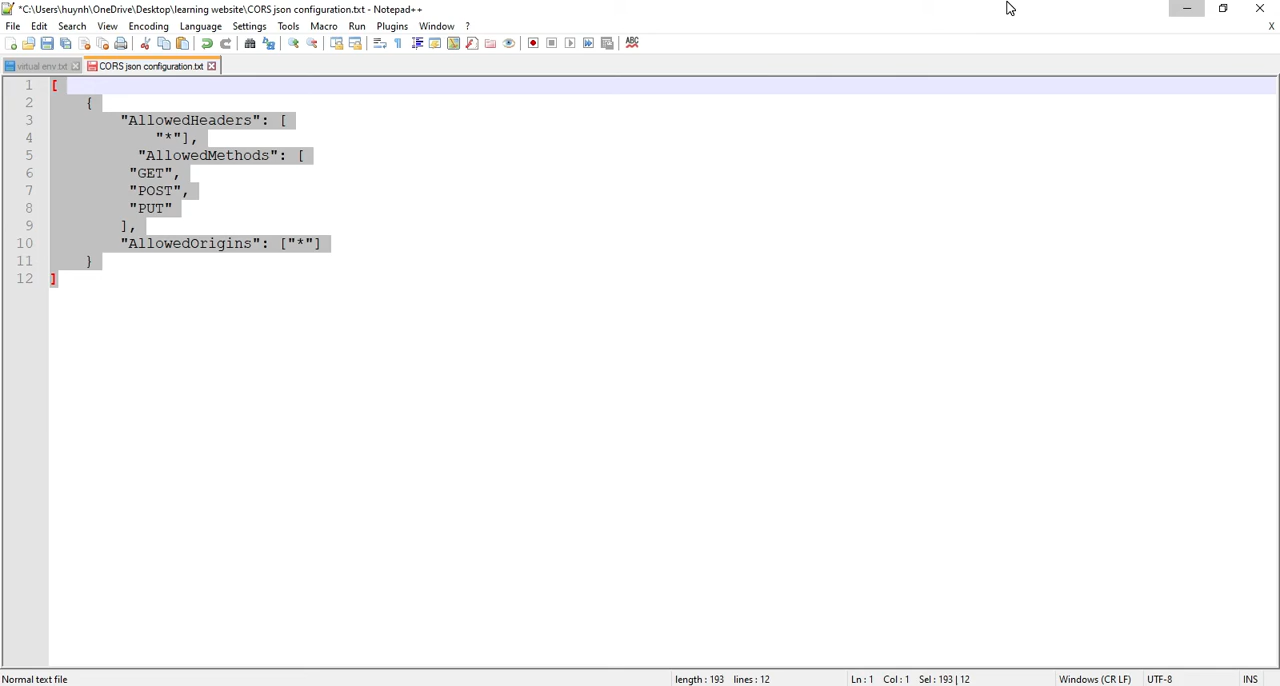 *C:\Users\huynh\OneDrive\Desktop\learning website\CORS json configuration.txt - Notepad++
File Edit Search View Encoding Language Settings Tools Macro Run Plugins Window ? X
ABC
virtual env.txt CORS json configuration.txt
1 [
2 {
3 "AllowedHeaders": [
4 "*"],
5 "AllowedMethods": [
6 "GET",
7 "POST",
8 "PUT"
9 ],
10 "AllowedOrigins": ["*"]
11 }
12 ]
Normal text file length : 193 lines : 12 Ln : 1 Col : 1 Sel : 193 | 12 Windows (CR LF) UTF-8 INS